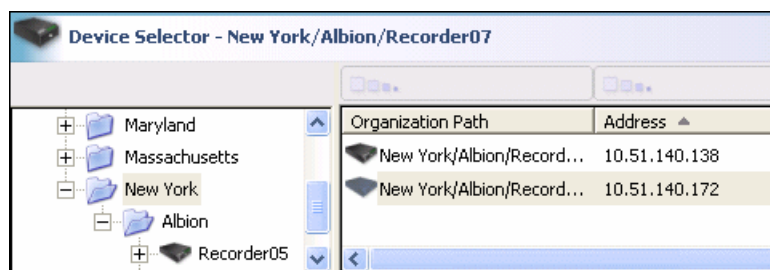 Device Selector - New York/Albion/Recorder07
Organization Path Address
Maryland
New York/Albion/Record... 10.51.140.138
Massachusetts
New York
New York/Albion/Record... 10.51.140.172
Albion
Recorder05